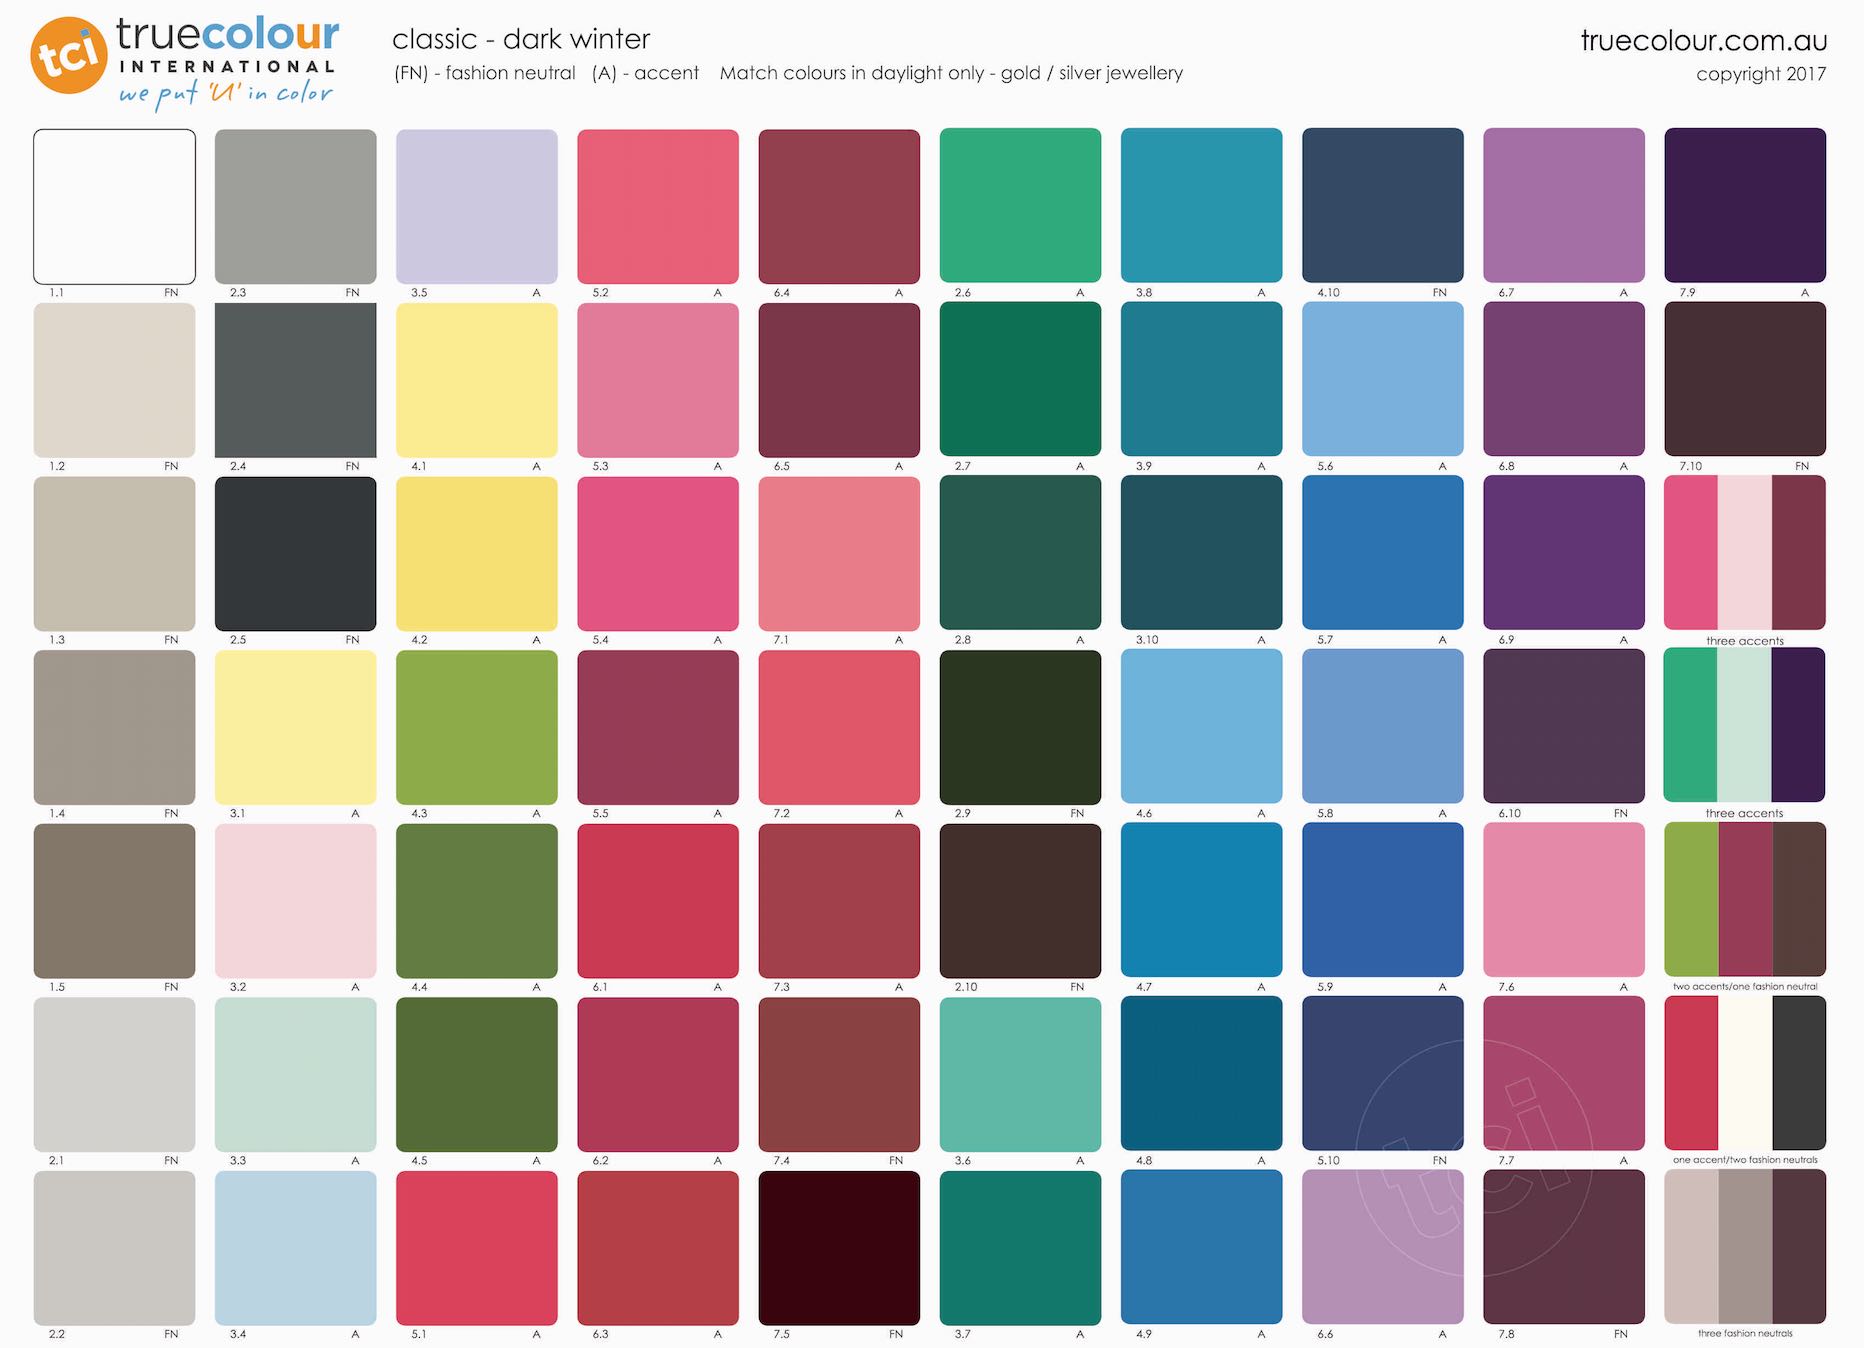 tci
truecolour
INTERNATIONAL
we put 'U' in color
classic - dark winter
(FN) - fashion neutral (A) - accent Match colours in daylight only - gold / silver jewellery
truecolour.com.au
copyright 2017
1.1 FN 2.3 FN 3.5 A 5.2 A 6.4 A 2.6 A 3.8 A 4.10 FN 6.7 A 7.9 A
1.2 FN 2.4 FN 4.1 A 5.3 A 6.5 A 2.7 A 3.9 A 5.6 A 6.8 A 7.10 FN
1.3 FN 2.5 FN 4.2 A 5.4 A 7.1 A 2.8 A 3.10 A 5.7 A 6.9 A three accents
1.4 FN 3.1 A 4.3 A 5.5 A 7.2 A 2.9 FN 4.6 A 5.8 A 6.10 FN three accents
1.5 FN 3.2 A 4.4 A 6.1 A 7.3 A 2.10 FN 4.7 A 5.9 A 7.6 A two accents/one fashion neutral
2.1 FN 3.3 A 4.5 A 6.2 A 7.4 FN 3.6 A 4.8 A 5.10 FN 7.7 A one accent/two fashion neutrals
tci
2.2 FN 3.4 A 5.1 A 6.3 A 7.5 FN 3.7 A 4.9 A 6.6 A 7.8 FN three fashion neutrals